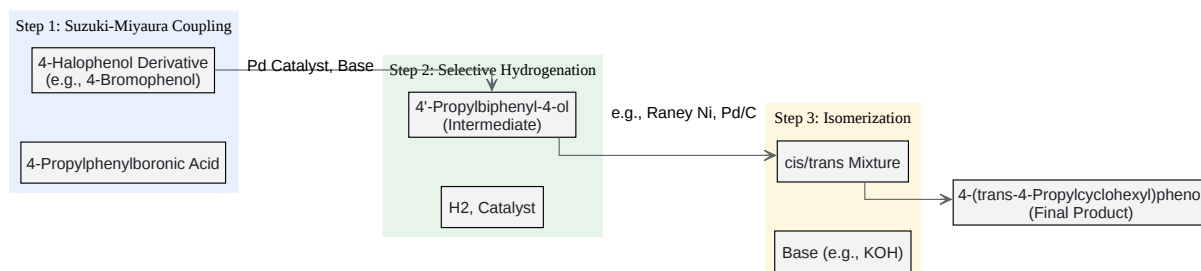 Step 1: Suzuki-Miyaura Coupling
4-Halophenol Derivative
(e.g., 4-Bromophenol)
4-Propylphenylboronic Acid
Pd Catalyst, Base
Step 2: Selective Hydrogenation
4'-Propylbiphenyl-4-ol
(Intermediate)
H2, Catalyst
e.g., Raney Ni, Pd/C
Step 3: Isomerization
cis/trans Mixture
Base (e.g., KOH)
4-(trans-4-Propylcyclohexyl)pheno
(Final Product)